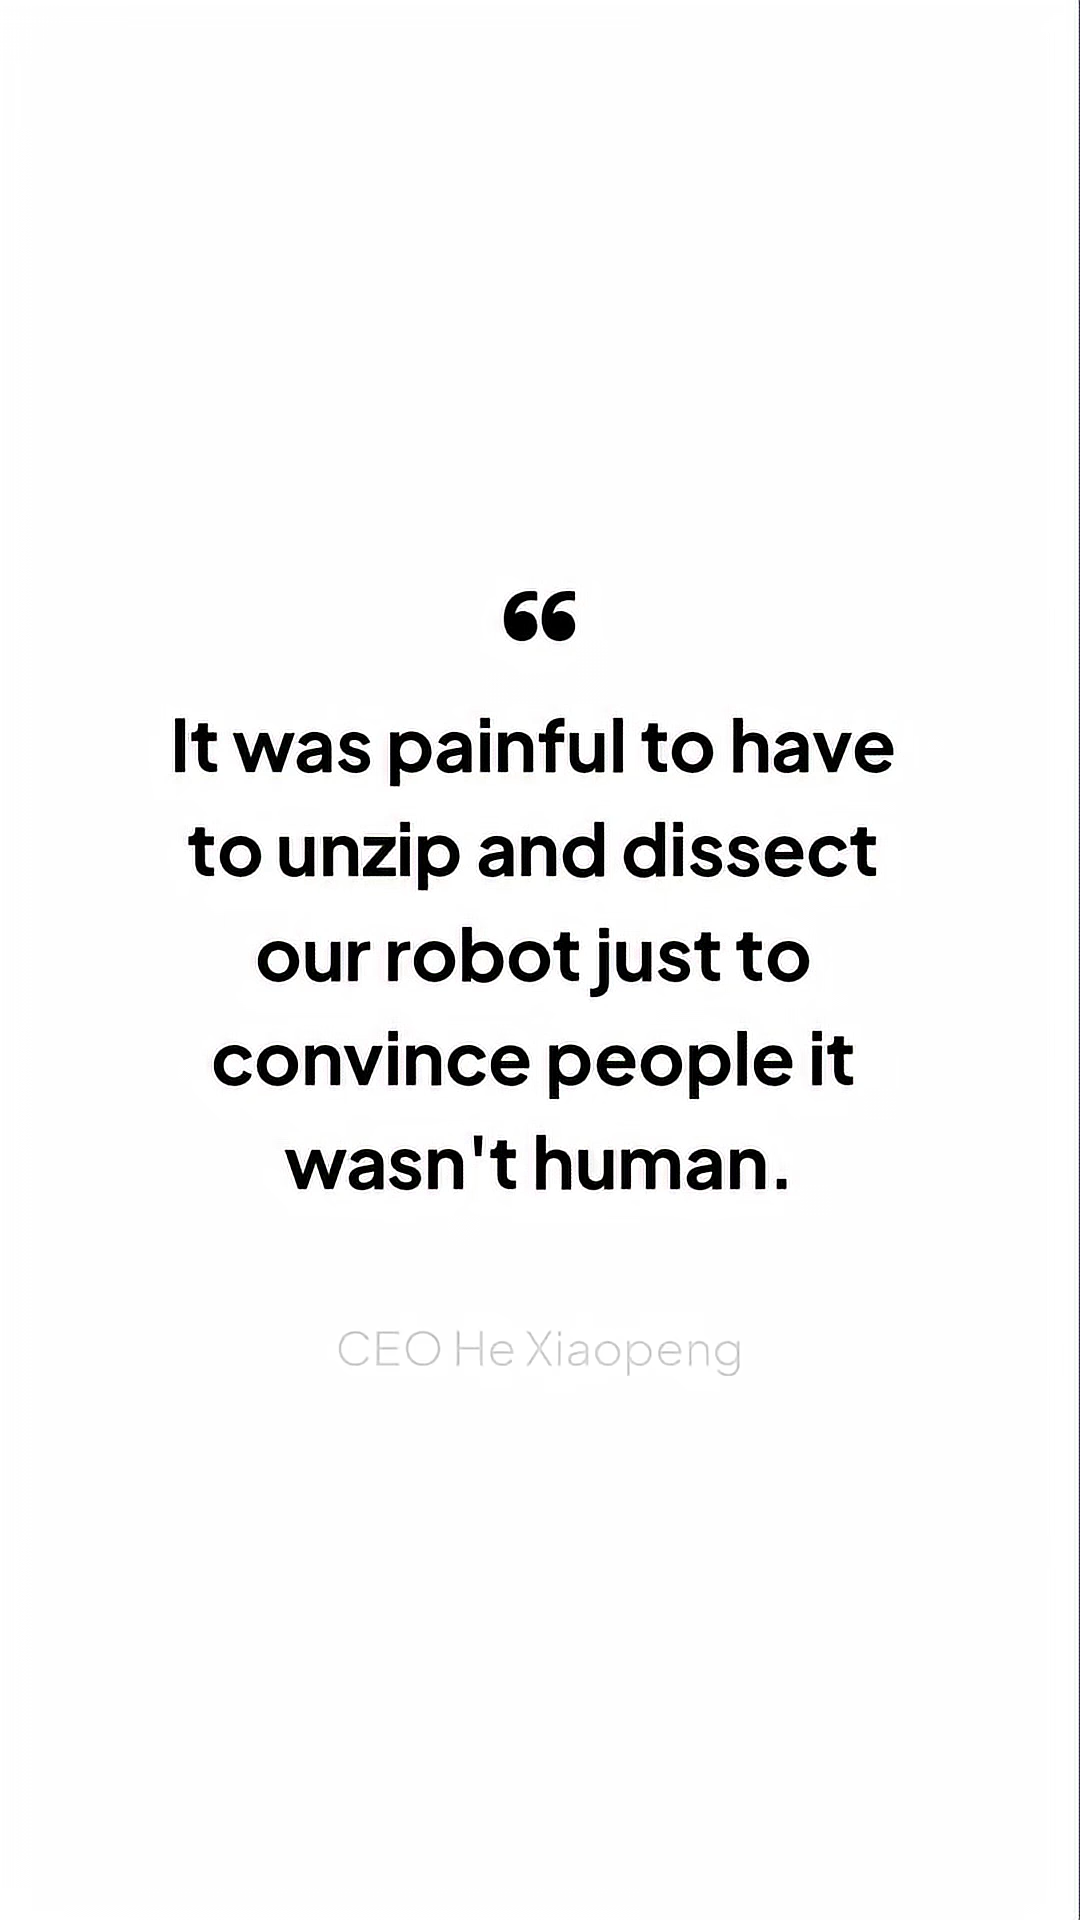 “
It was painful to have
to unzip and dissect
our robot just to
convince people it
wasn't human.
CEO He Xiaopeng